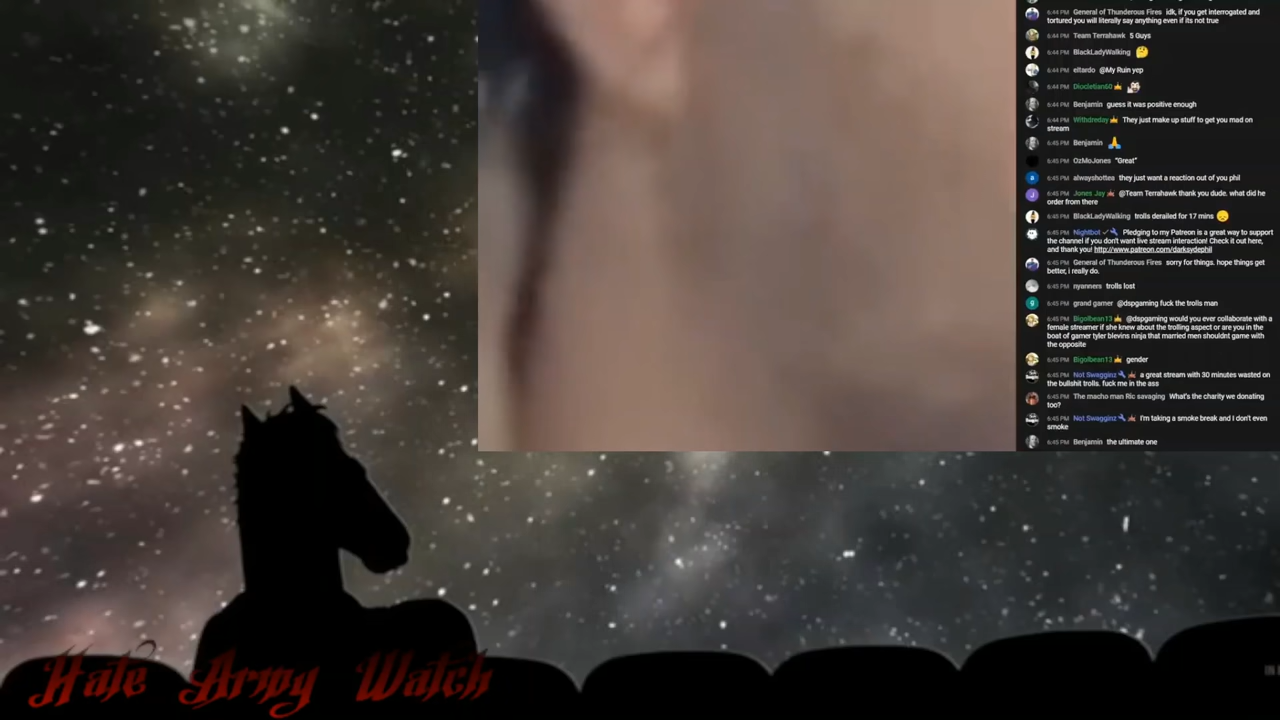 6:44 PM General of Thunderous Fires idk, if you get interrogated and
tortured you will literally say anything even if its not true
6:44 PM Team Terrahawk 5 Guys
6:44 PM BlackLadyWalking 🤔
6:44 PM eltardo @My Ruin yep
6:44 PM Diocletian60
6:44 PM Benjamin guess it was positive enough
6:44 PM Withdreday They just make up stuff to get you mad on
stream
6:45 PM Benjamin 🙏
6:45 PM OzMoJones "Great"
6:45 PM alwayshottea they just want a reaction out of you phil
6:45 PM Jones Jay @Team Terrahawk thank you dude. what did he
order from there
6:45 PM BlackLadyWalking trolls derailed for 17 mins 😞
6:45 PM Nightbot Pledging to my Patreon is a great way to support
the channel if you don't want live stream interaction! Check it out here,
and thank you! http://www.patreon.com/darksydephil
6:45 PM General of Thunderous Fires sorry for things. hope things get
better, i really do.
6:45 PM nyanners trolls lost
6:45 PM grand gamer @dspgaming fuck the trolls man
6:45 PM Bigolbean13 @dspgaming would you ever collaborate with a
female streamer if she knew about the trolling aspect or are you in the
boat of gamer tyler blevins ninja that married men shouldnt game with
the opposite
6:45 PM Bigolbean13 gender
6:45 PM Not Swagginz a great stream with 30 minutes wasted on
the bullshit trolls. fuck me in the ass
6:45 PM The macho man Ric savaging What's the charity we donating
too?
6:45 PM Not Swagginz I'm taking a smoke break and I don't even
smoke
6:45 PM Benjamin the ultimate one
Hate Army Watch